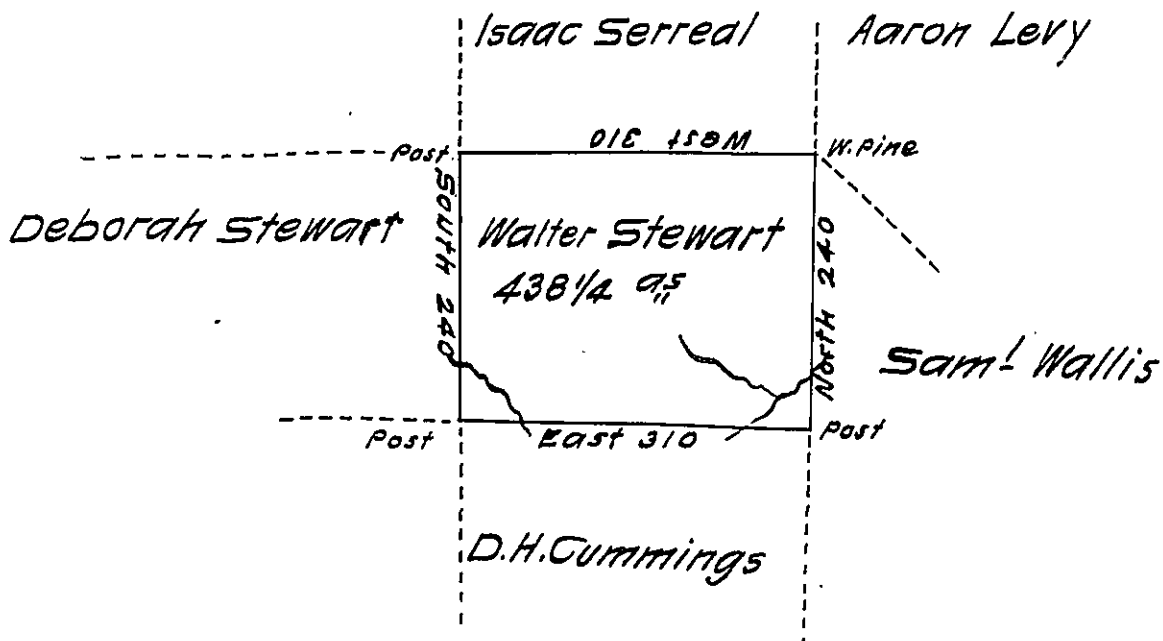 Isaac Serreal
Aaron Levy
West 310
Post
W. Pine
Deborah Stewart
South 240
Walter Stewart
438 1/4 as
North 240
Sam! Wallis
Post
East 310
Post
D.H. Cummings